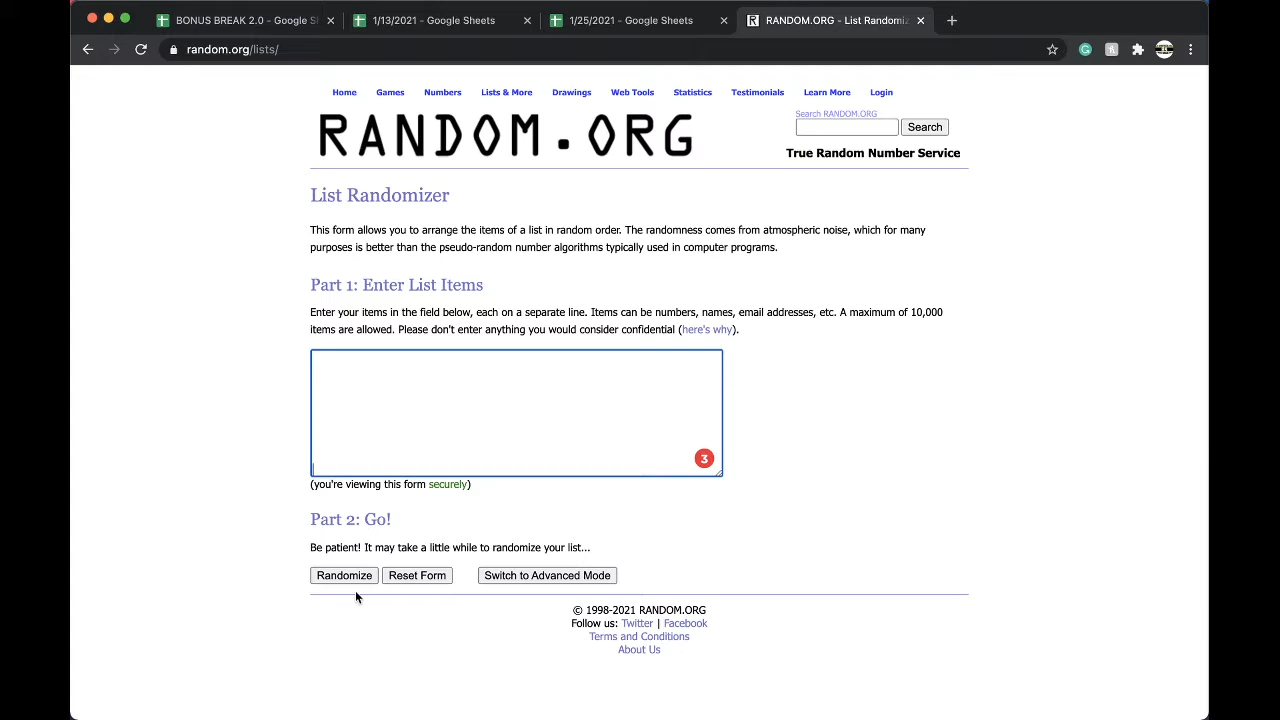 BONUS BREAK 2.0 - Google S
1/13/2021 - Google Sheets
1/25/2021 - Google Sheets
RANDOM.ORG - List Randomiz
random.org/lists/
Home Games Numbers Lists & More Drawings Web Tools Statistics Testimonials Learn More Login
RANDOM.ORG
Search RANDOM.ORG
Search
True Random Number Service
List Randomizer
This form allows you to arrange the items of a list in random order. The randomness comes from atmospheric noise, which for many
purposes is better than the pseudo-random number algorithms typically used in computer programs.
Part 1: Enter List Items
Enter your items in the field below, each on a separate line. Items can be numbers, names, email addresses, etc. A maximum of 10,000
items are allowed. Please don't enter anything you would consider confidential (here's why).
3
(you're viewing this form securely)
Part 2: Go!
Be patient! It may take a little while to randomize your list...
Randomize Reset Form Switch to Advanced Mode
© 1998-2021 RANDOM.ORG
Follow us: Twitter | Facebook
Terms and Conditions
About Us